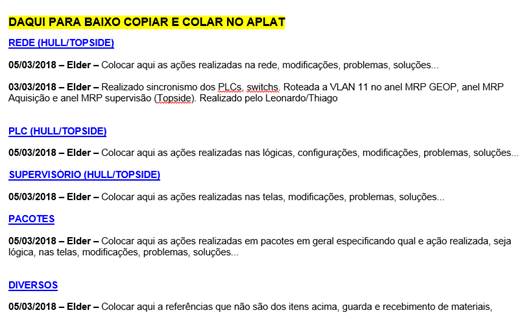 DAQUI PARA BAIXO COPIAR E COLAR NO APLAT
REDE (HULL/TOPSIDE)
05/03/2018 – Elder – Colocar aqui as ações realizadas na rede, modificações, problemas, soluções...
03/03/2018 – Elder – Realizado sincronismo dos PLCs, switchs, Roteada a VLAN 11 no anel MRP GEOP, anel MRP
Aquisição e anel MRP supervisão (Topside). Realizado pelo Leonardo/Thiago
PLC (HULL/TOPSIDE)
05/03/2018 – Elder – Colocar aqui as ações realizadas nas lógicas, configurações, modificações, problemas, soluções...
SUPERVISÓRIO (HULL/TOPSIDE)
05/03/2018 – Elder – Colocar aqui as ações realizadas nas telas, modificações, problemas, soluções...
PACOTES
05/03/2018 – Elder – Colocar aqui as ações realizadas em pacotes em geral especificando qual e ação realizada, seja
lógica, nas telas, modificações, problemas, soluções...
DIVERSOS
05/03/2018 – Elder – Colocar aqui a referências que não são dos itens acima, guarda e recebimento de materiais,